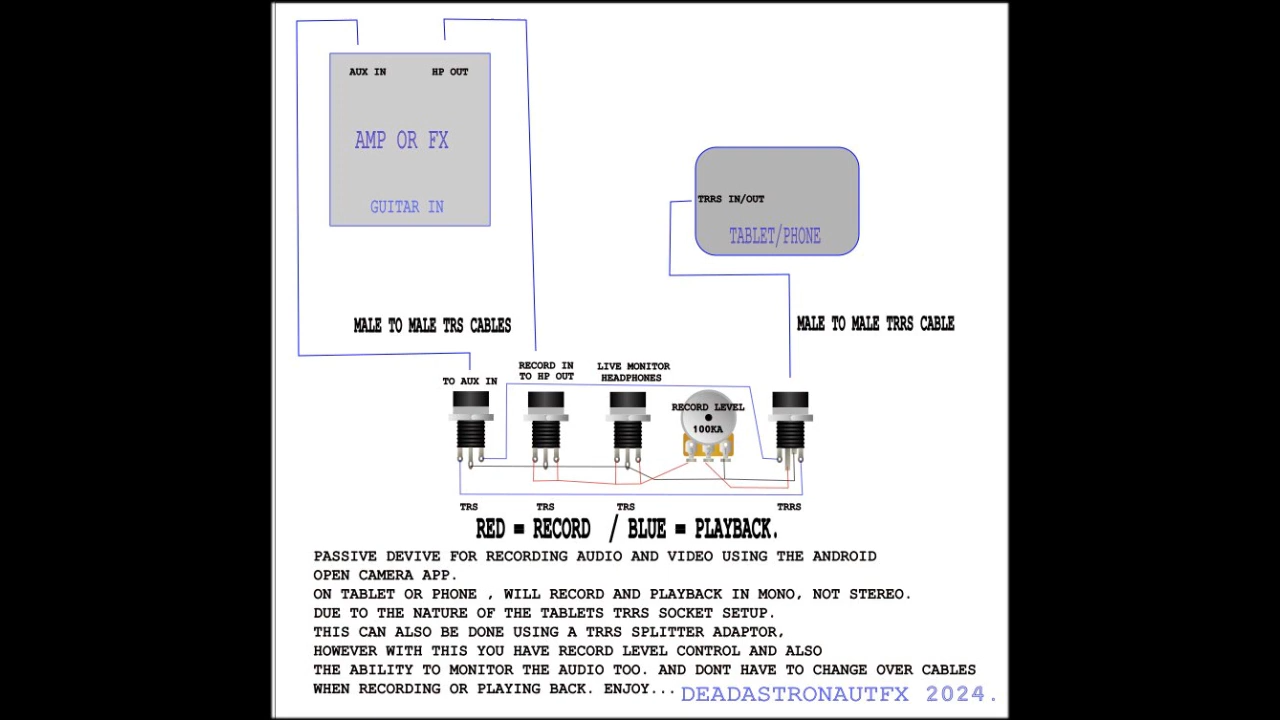 AUX IN
HP OUT
AMP OR FX
GUITAR IN
TRRS IN/OUT
TABLET/PHONE
MALE TO MALE TRS CABLES
MALE TO MALE TRRS CABLE
TO AUX IN
RECORD IN
TO HP OUT
LIVE MONITOR
HEADPHONES
RECORD LEVEL
100KA
TRS
TRS
TRS
TRRS
RED = RECORD / BLUE = PLAYBACK.
PASSIVE DEVIVE FOR RECORDING AUDIO AND VIDEO USING THE ANDROID
OPEN CAMERA APP.
ON TABLET OR PHONE , WILL RECORD AND PLAYBACK IN MONO, NOT STEREO.
DUE TO THE NATURE OF THE TABLETS TRRS SOCKET SETUP.
THIS CAN ALSO BE DONE USING A TRRS SPLITTER ADAPTOR,
HOWEVER WITH THIS YOU HAVE RECORD LEVEL CONTROL AND ALSO
THE ABILITY TO MONITOR THE AUDIO TOO. AND DONT HAVE TO CHANGE OVER CABLES
WHEN RECORDING OR PLAYING BACK. ENJOY...
DEADASTRONAUTFX 2024.